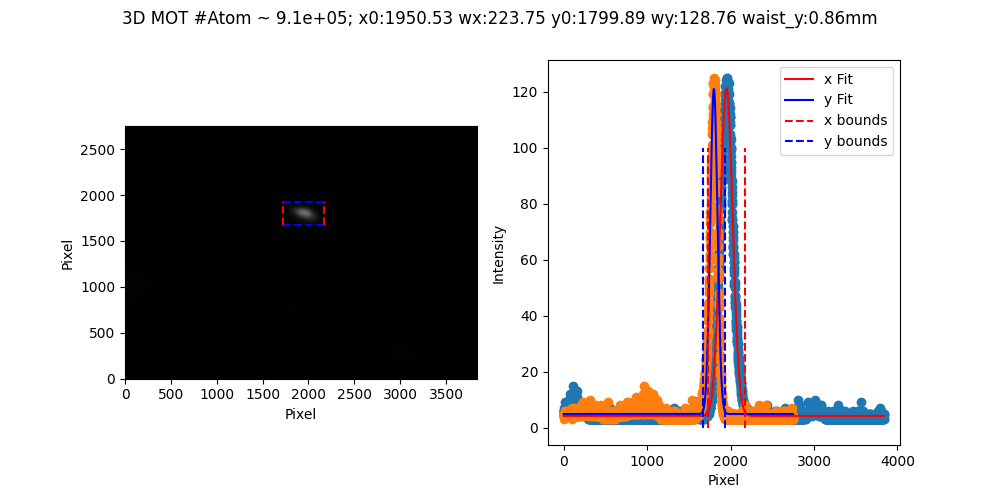 3D MOT #Atom ~ 9.1e+05; x0:1950.53 wx:223.75 y0:1799.89 wy:128.76 waist_y:0.86mm
2500
2000
1500
1000
500
0
Pixel
0 500 1000 1500 2000 2500 3000 3500
Pixel
120
100
80
60
40
20
0
Intensity
x Fit
y Fit
x bounds
y bounds
0 1000 2000 3000 4000
Pixel